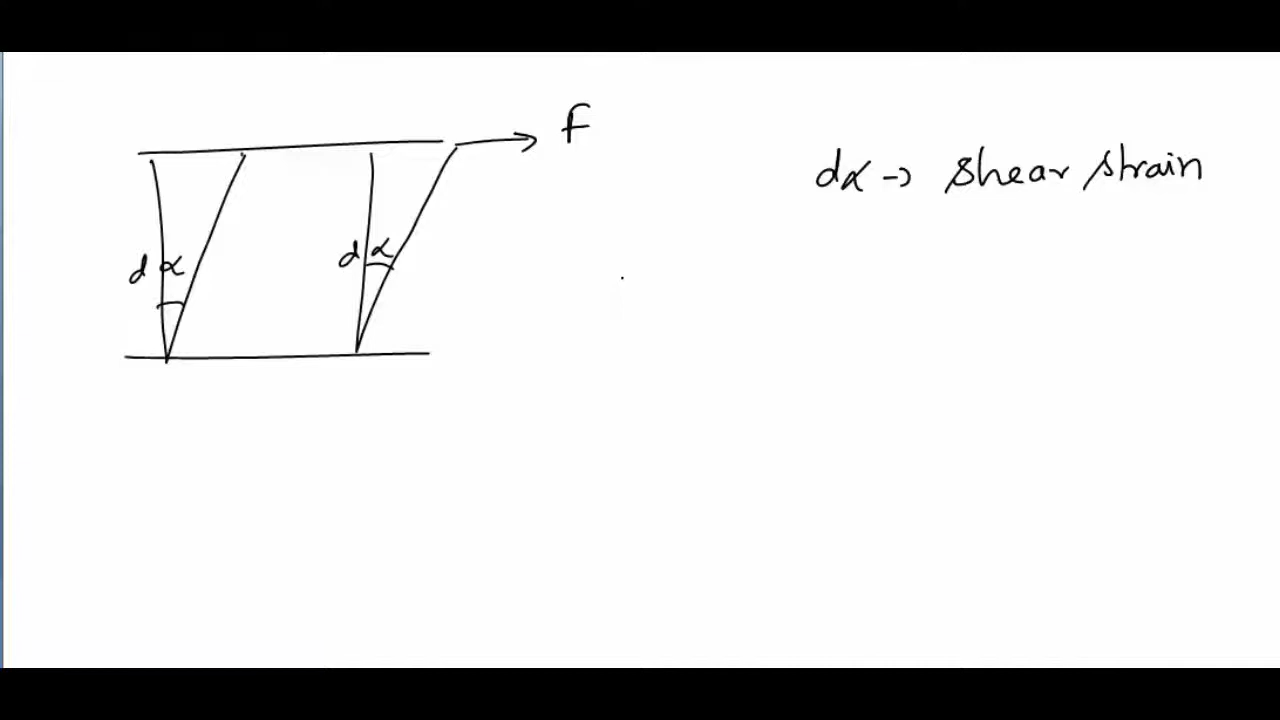 F
dα → shear strain
dα
dα